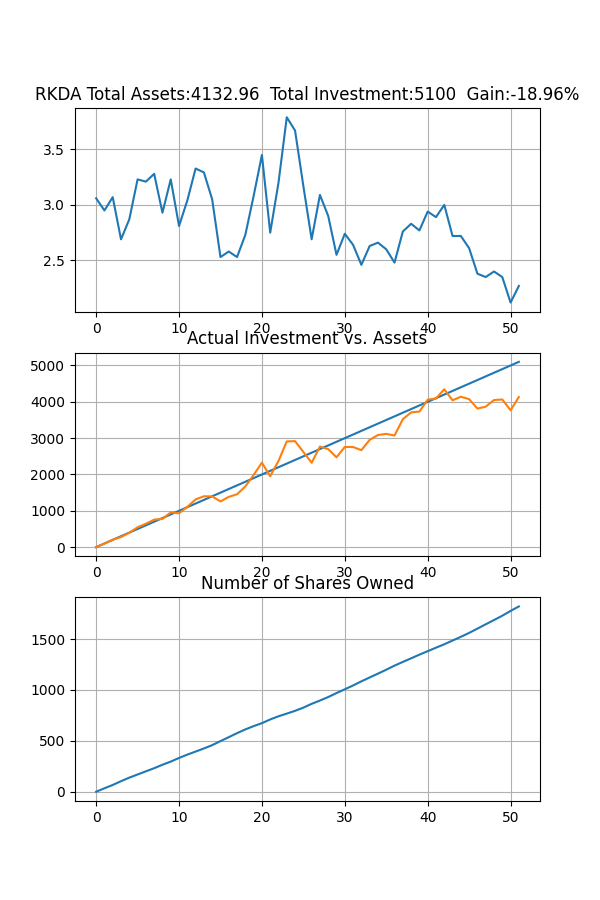 RKDA Total Assets:4132.96  Total Investment:5100  Gain:-18.96%
3.5
3.0
2.5
0 10 20 30 40 50
Actual Investment vs. Assets
5000
4000
3000
2000
1000
0
0 10 20 30 40 50
Number of Shares Owned
1500
1000
500
0
0 10 20 30 40 50